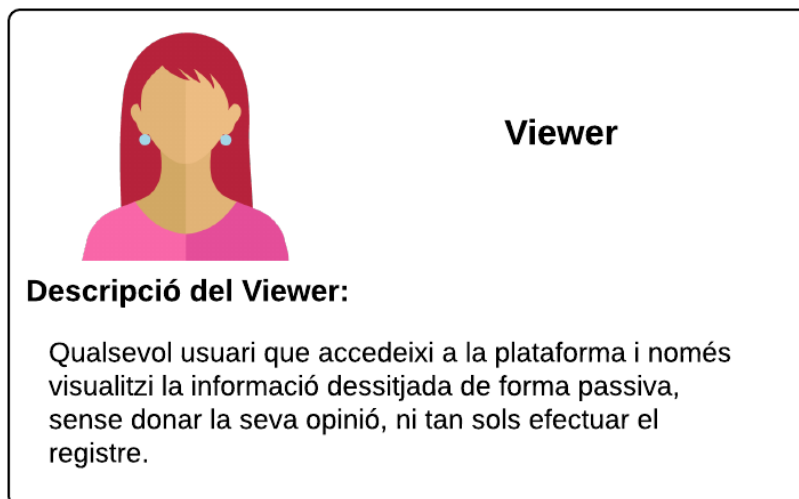 Viewer
Descripció del Viewer:
Qualsevol usuari que accedeixi a la plataforma i només
visualitzi la informació dessitjada de forma passiva,
sense donar la seva opinió, ni tan sols efectuar el
registre.